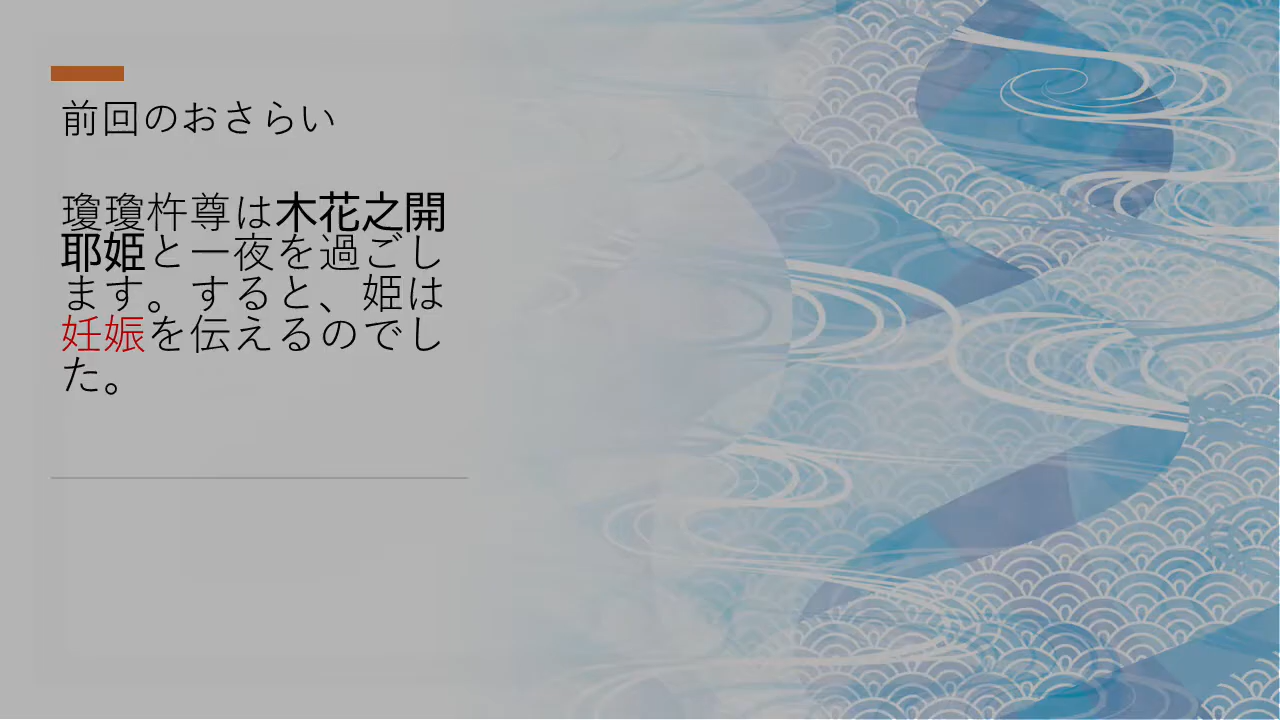 前回のおさらい
瓊瓊杵尊は木花之開
耶姫と一夜を過ごし
ます。すると、姫は
妊娠を伝えるのでし
た。